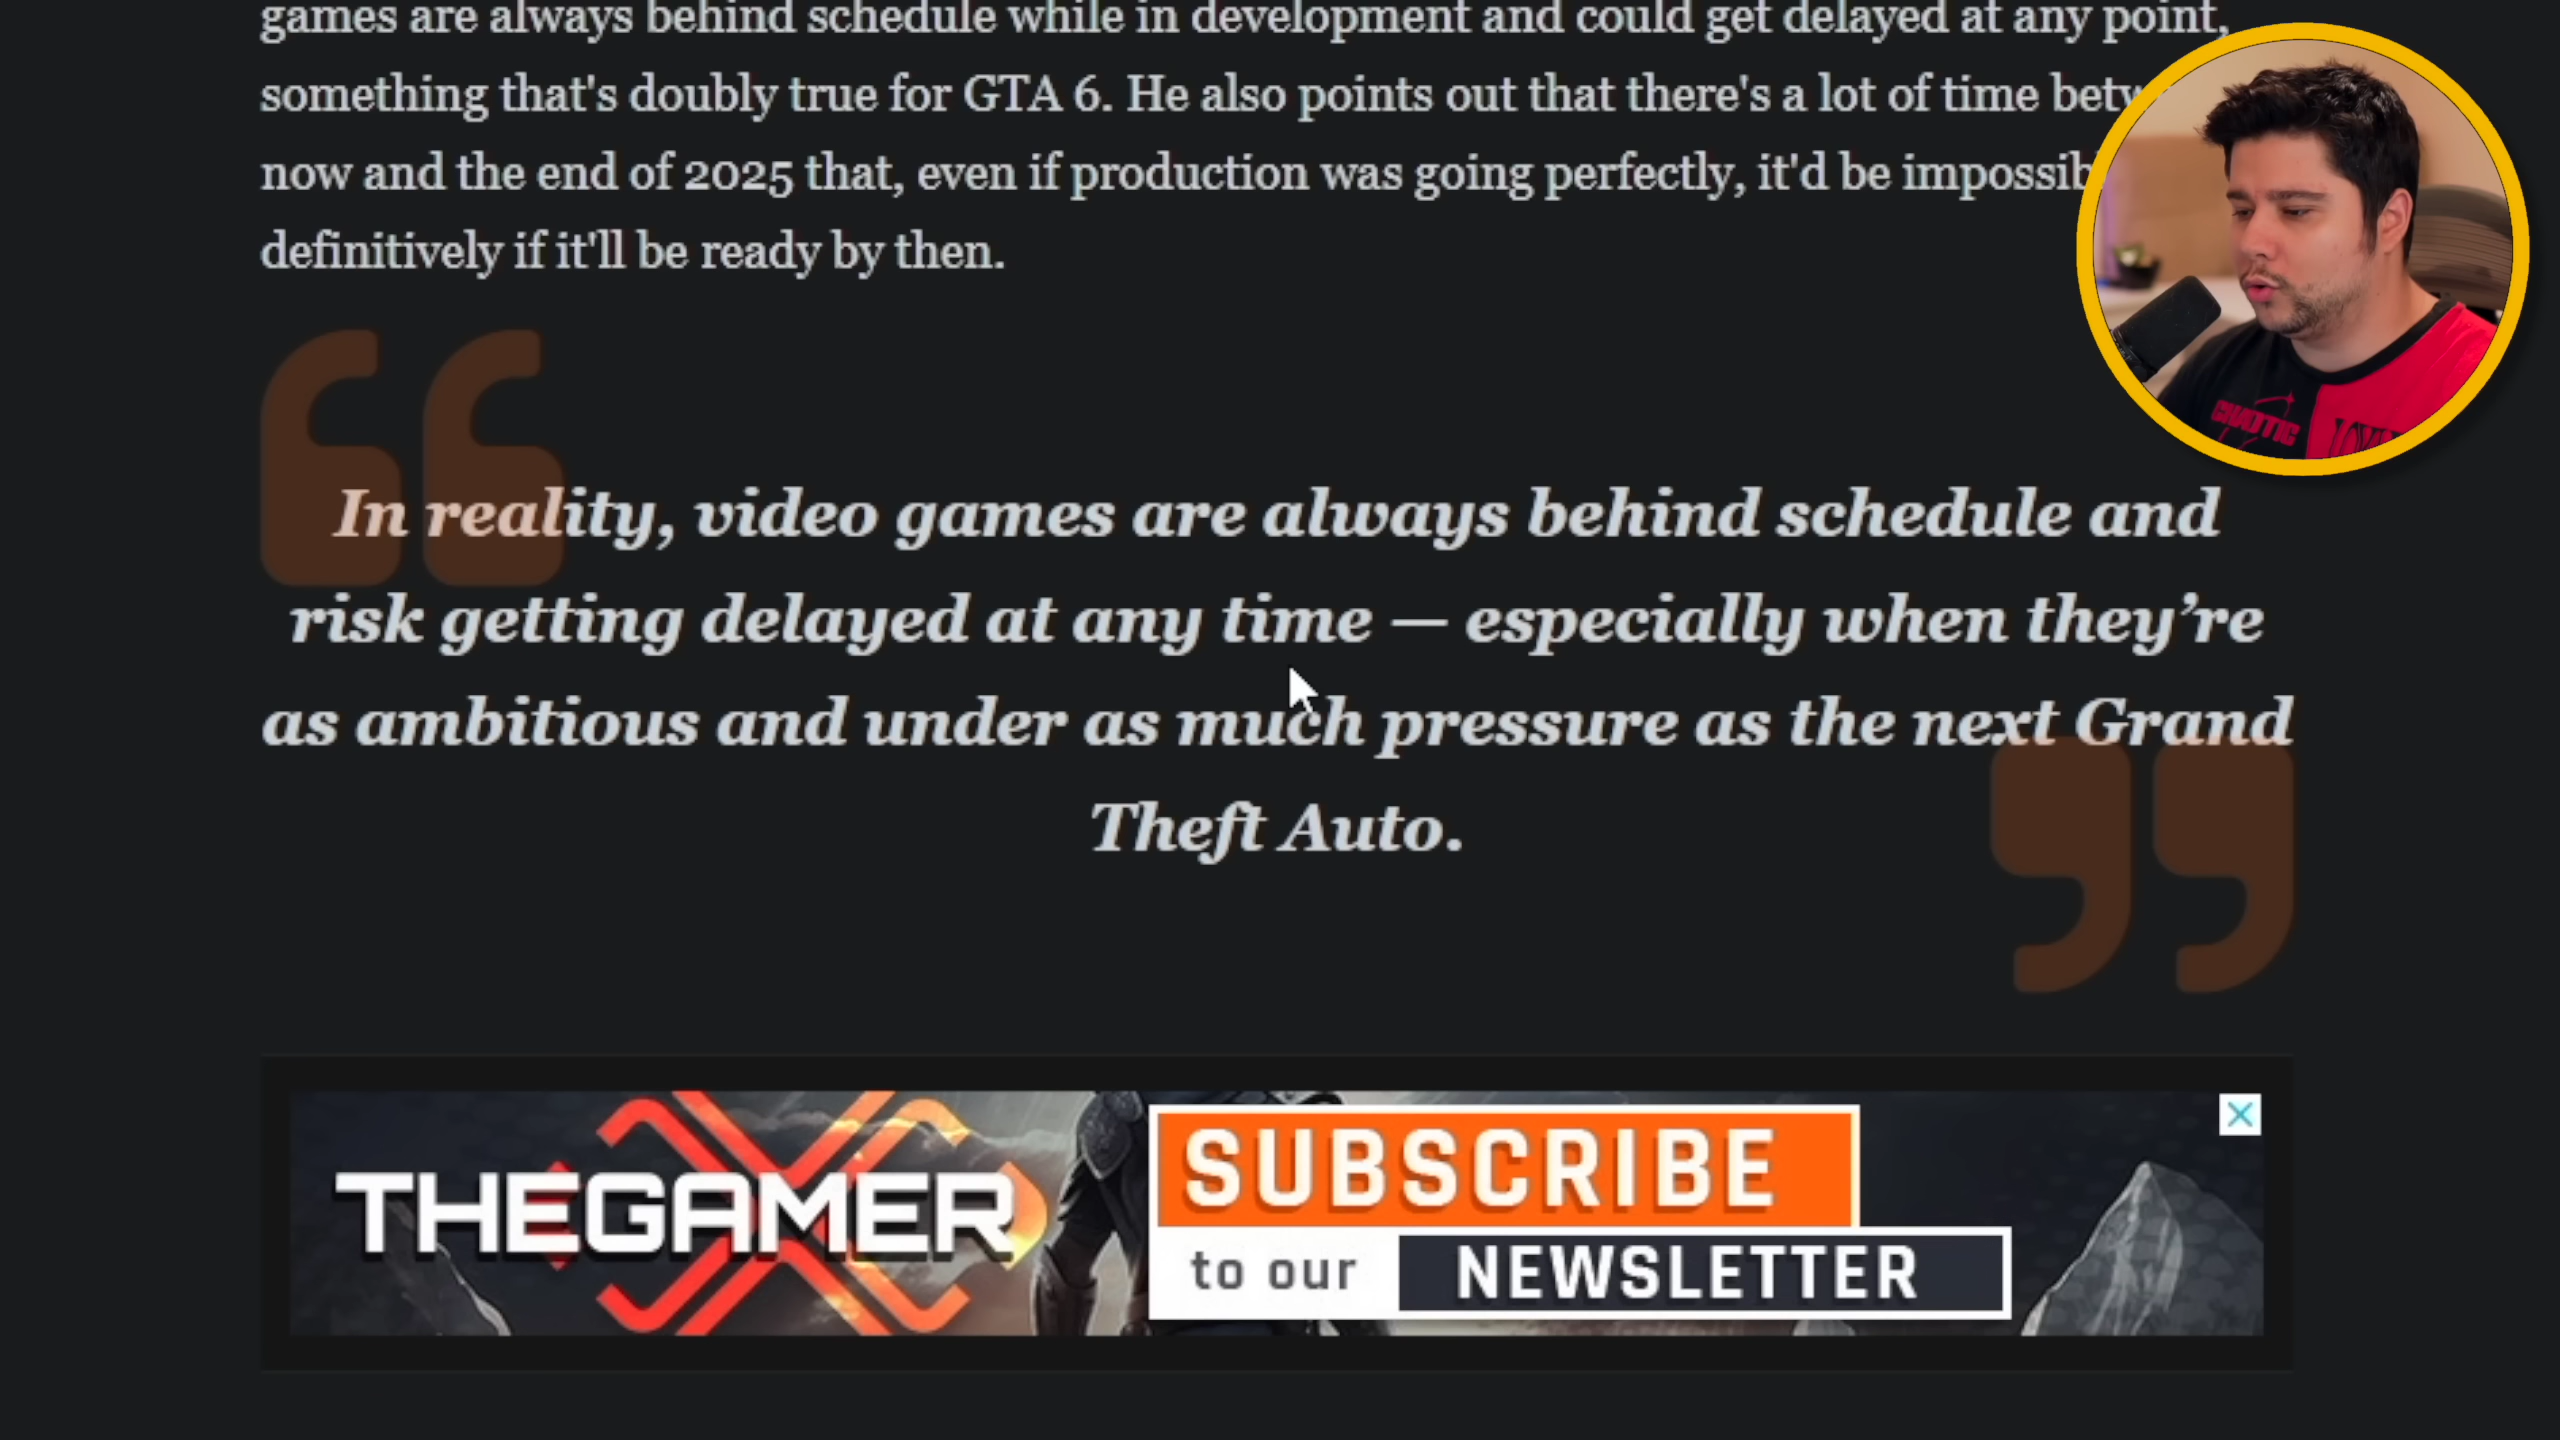 games are always behind schedule while in development and could get delayed at any point,
something that's doubly true for GTA 6. He also points out that there's a lot of time
now and the end of 2025 that, even if production was going perfectly, it'd be
definitively if it'll be ready by then.
In reality, video games are always behind schedule and
risk getting delayed at any time — especially when they’re
as ambitious and under as much pressure as the next Grand
Theft Auto.
THEGAMER
SUBSCRIBE
to our NEWSLETTER